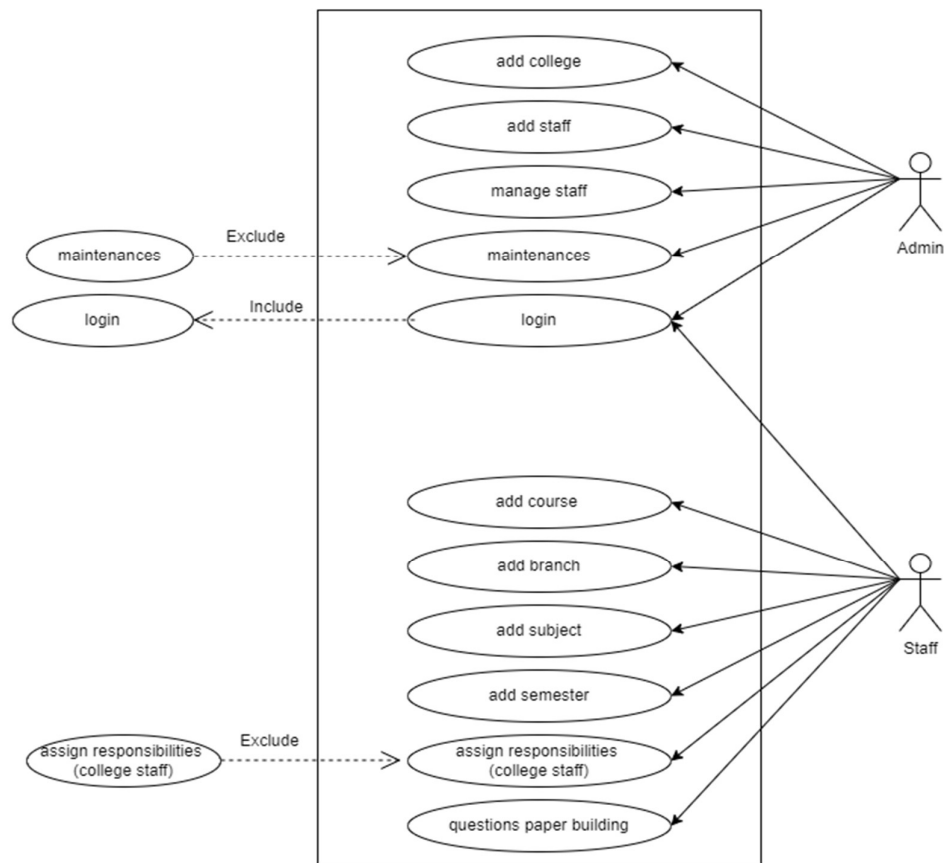 add college
add staff
manage staff
Admin
Exclude
maintenances
maintenances
Include
login
login
add course
add branch
add subject
Staff
add semester
Exclude
assign responsibilities
(college staff)
assign responsibilities
(college staff)
questions paper building